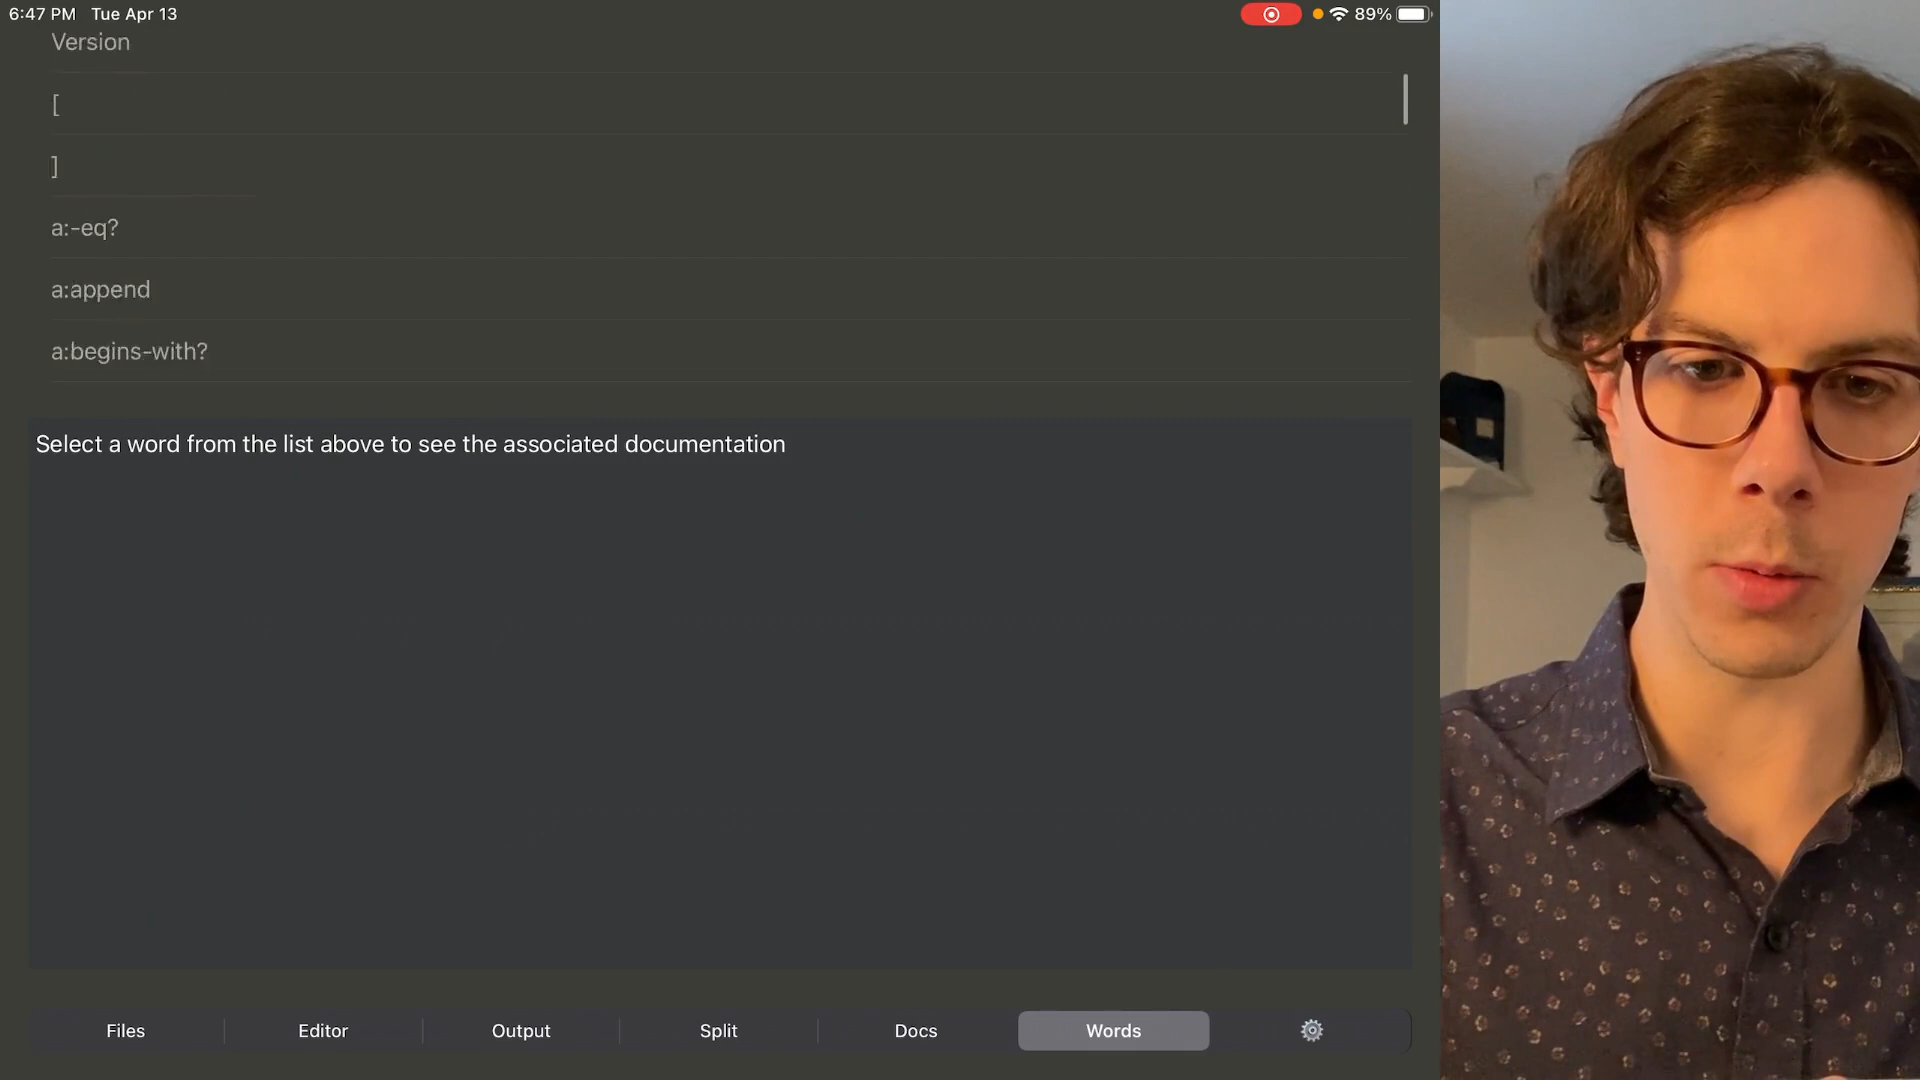 6:47 PM Tue Apr 13 89%
Version
[
]
a:-eq?
a:append
a:begins-with?
Select a word from the list above to see the associated documentation
Files Editor Output Split Docs Words